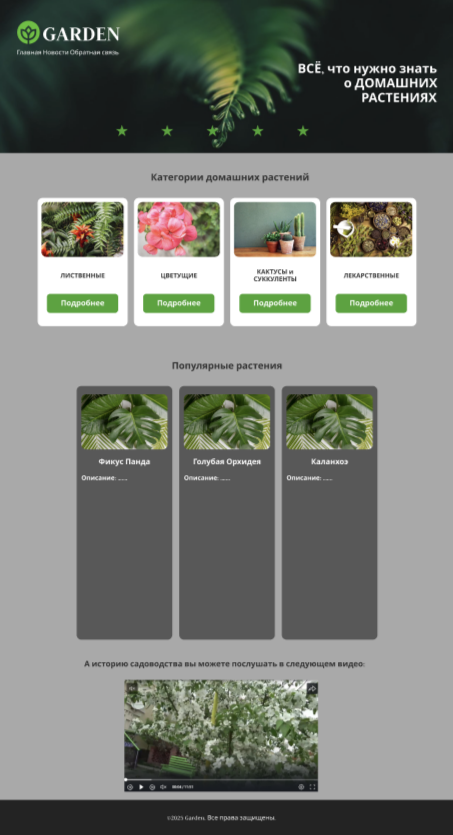 GARDEN
Главная Новости Обратная связь
ВСЁ, что нужно знать
о ДОМАШНИХ
РАСТЕНИЯХ
Категории домашних растений
ЛИСТВЕННЫЕ
ЦВЕТУЩИЕ
КАКТУСЫ и
СУККУЛЕНТЫ
ЛЕКАРСТВЕННЫЕ
Подробнее
Подробнее
Подробнее
Подробнее
Популярные растения
Фикус Панда
Голубая Орхидея
Каланхоэ
Описание: ......
Описание: ......
Описание: ......
А историю садоводства вы можете послушать в следующем видео:
©2025 Garden. Все права защищены.